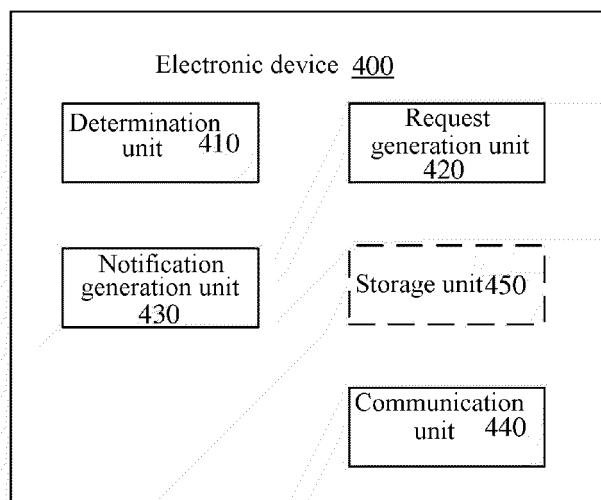 Electronic device 400
Determination
unit 410
Request
generation unit
420
Notification
generation unit
430
Storage unit 450
Communication
unit 440